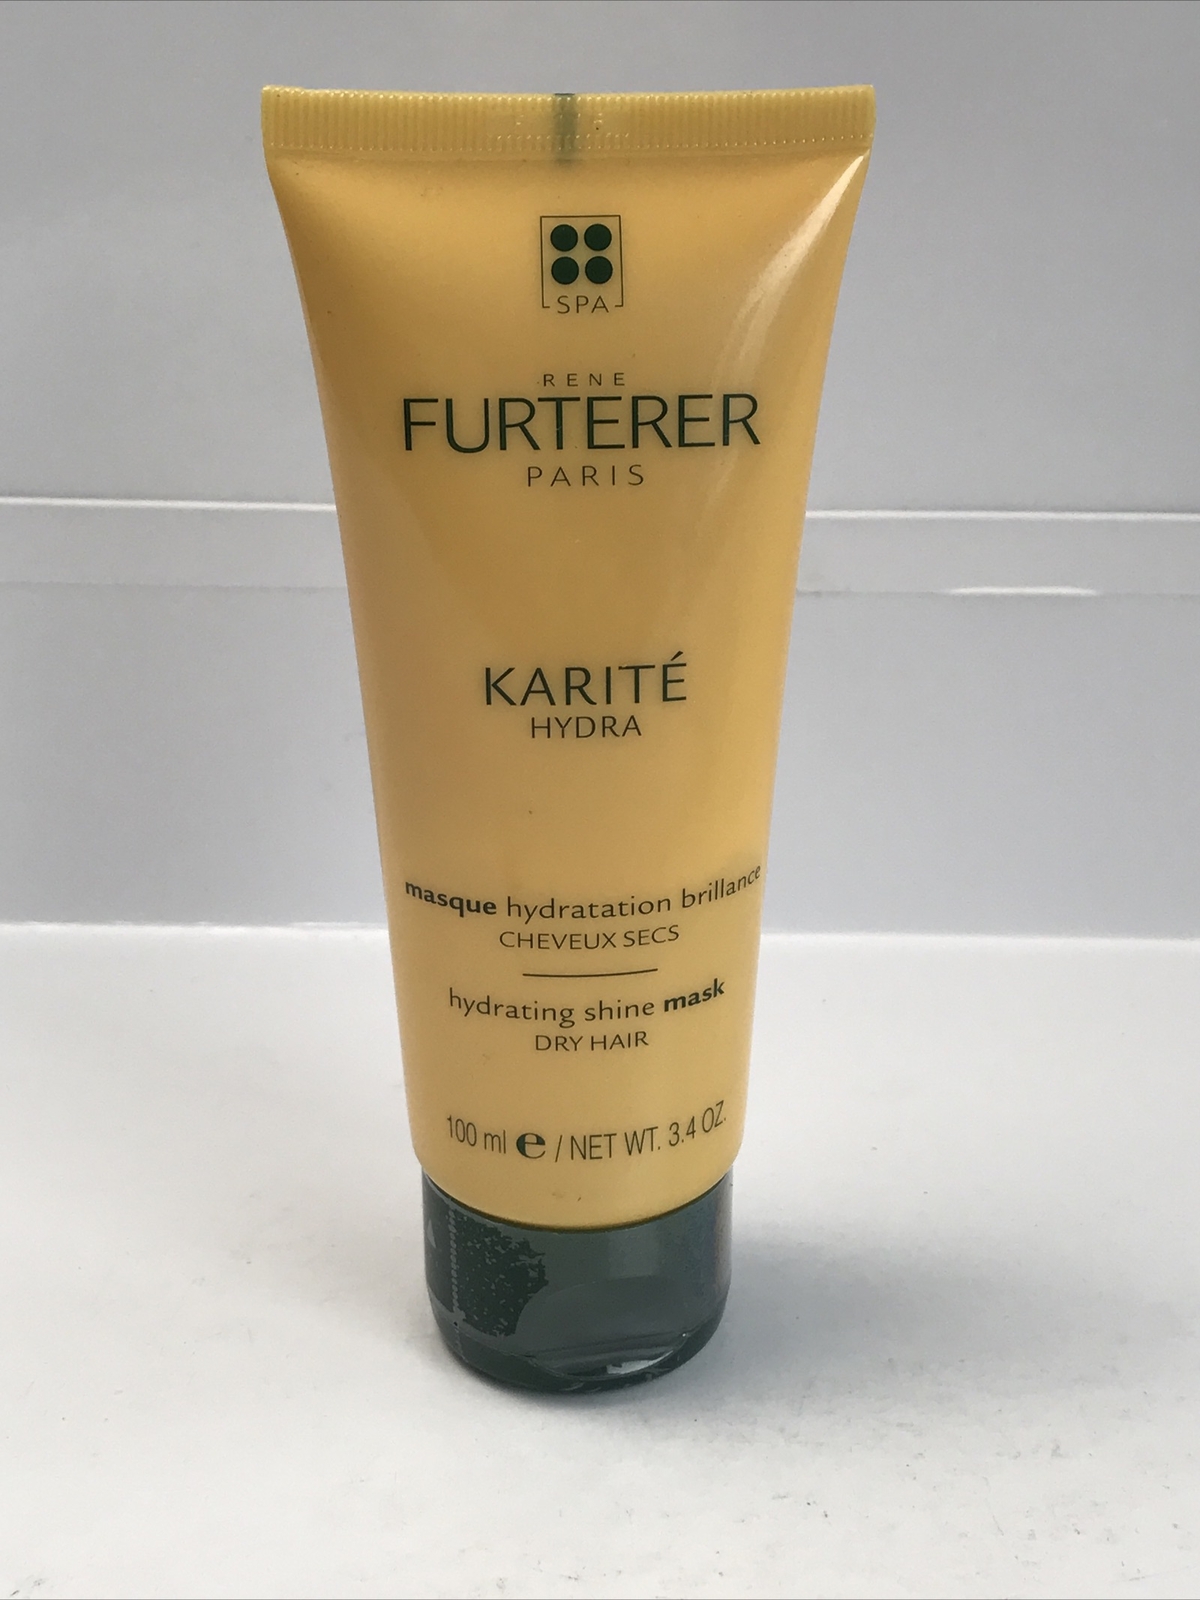 SPA
RENE
FURTERER
PARIS
KARITÉ
HYDRA
masque hydratation brillance
CHEVEUX SECS
hydrating shine mask
DRY HAIR
100 ml e / NET WT. 3.4 OZ.